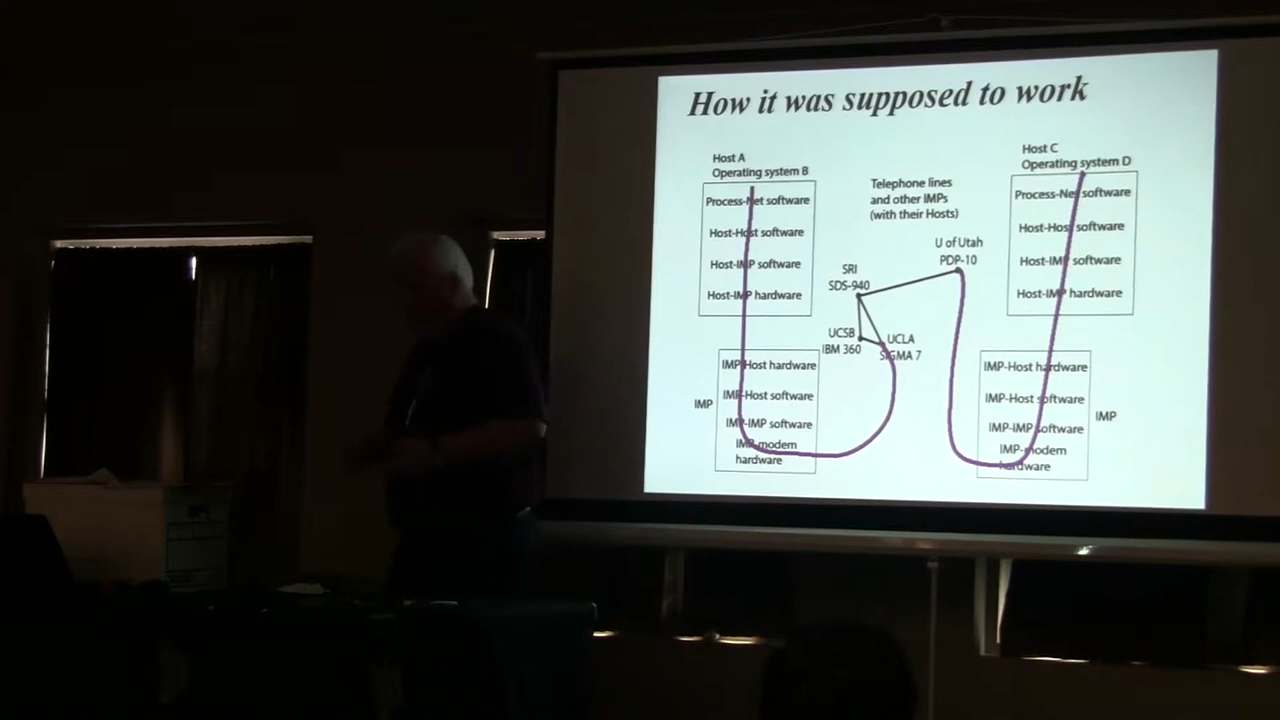 How it was supposed to work
Host A
Operating system B
Process-Net software
Host-Host software
Host-IMP software
Host-IMP hardware
IMP
IMP-Host hardware
IMP-Host software
IMP-IMP software
IMP-modem
hardware
Telephone lines
and other IMPs
(with their Hosts)
U of Utah
PDP-10
SRI
SDS-940
UCSB
IBM 360
UCLA
SIGMA 7
Host C
Operating system D
Process-Net software
Host-Host software
Host-IMP software
Host-IMP hardware
IMP-Host hardware
IMP-Host software
IMP-IMP software
IMP-modem
hardware
IMP